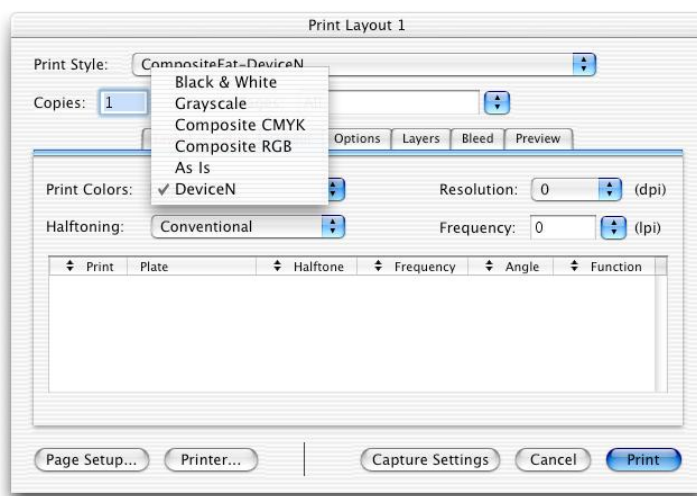 Print Layout 1
Print Style: CompositeFat-DeviceN
Copies: 1
Black & White
Grayscale
Composite CMYK
Composite RGB
As Is
✓ DeviceN
Options Layers Bleed Preview
Print Colors:
Resolution: 0 (dpi)
Halftoning: Conventional
Frequency: 0 (lpi)
Print Plate Halftone Frequency Angle Function
Page Setup... Printer... Capture Settings Cancel Print